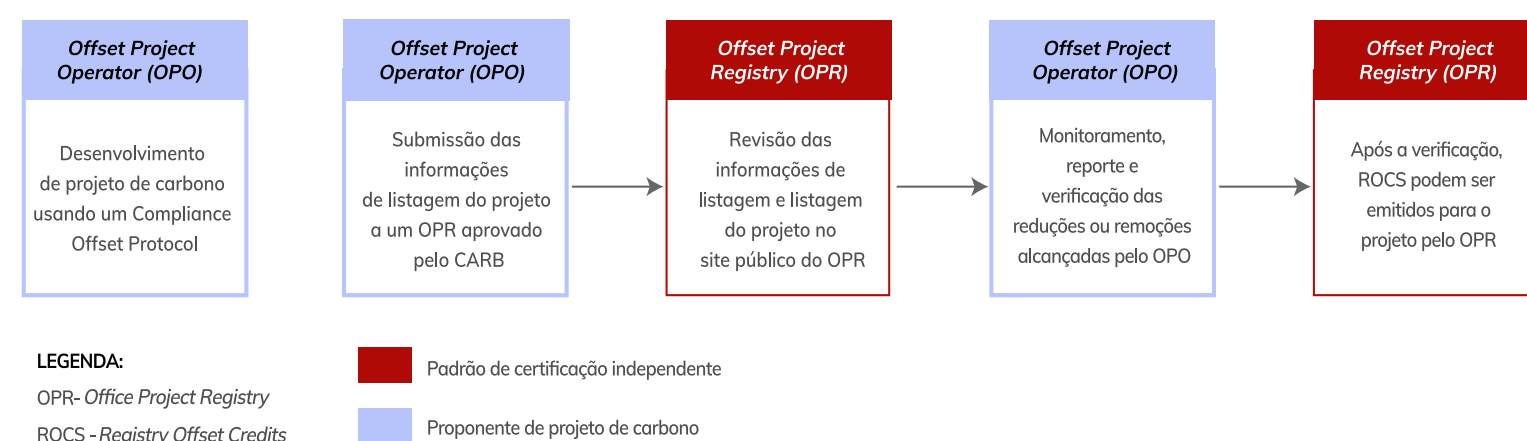 Offset Project
Operator (OPO)
Desenvolvimento
de projeto de carbono
usando um Compliance
Offset Protocol
Offset Project
Operator (OPO)
Submissão das
informações
de listagem do projeto
a um OPR aprovado
pelo CARB
Offset Project
Registry (OPR)
Revisão das
informações de
listagem e listagem
do projeto no
site público do OPR
Offset Project
Operator (OPO)
Monitoramento,
reporte e
verificação das
reduções ou remoções
alcançadas pelo OPO
Offset Project
Registry (OPR)
Após a verificação,
ROCS podem ser
emitidos para o
projeto pelo OPR
LEGENDA:
OPR- Office Project Registry
ROCS - Registry Offset Credits
Padrão de certificação independente
Proponente de projeto de carbono